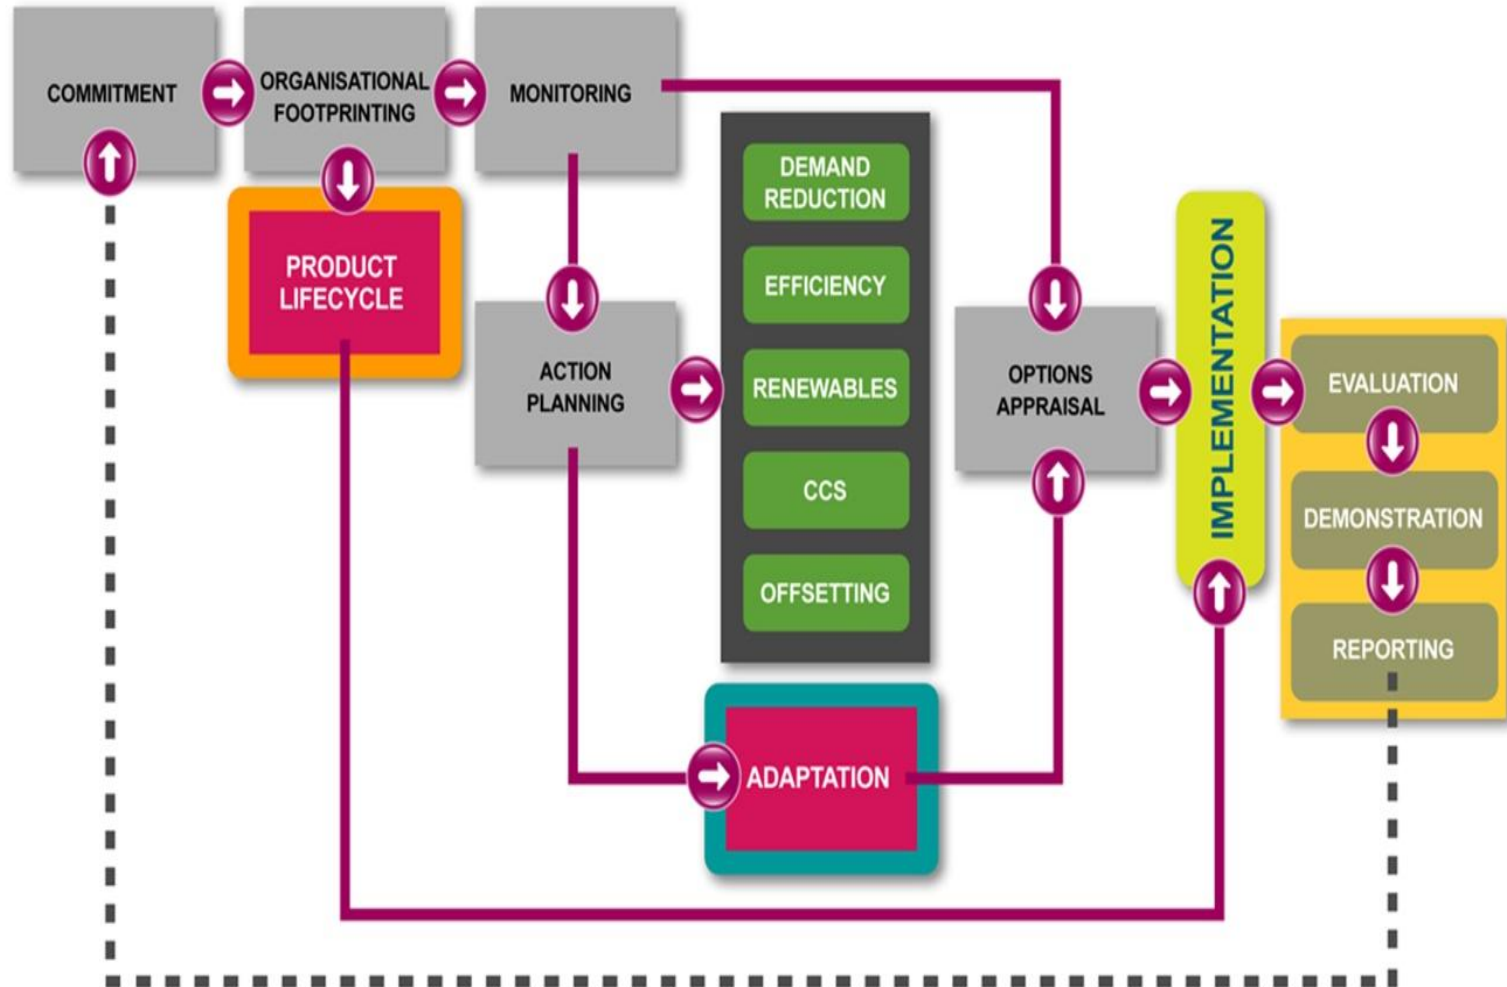 COMMITMENT
ORGANISATIONAL
FOOTPRINTING
MONITORING
PRODUCT
LIFECYCLE
ACTION
PLANNING
DEMAND
REDUCTION
EFFICIENCY
RENEWABLES
CCS
OFFSETTING
ADAPTATION
OPTIONS
APPRAISAL
IMPLEMENTATION
EVALUATION
DEMONSTRATION
REPORTING